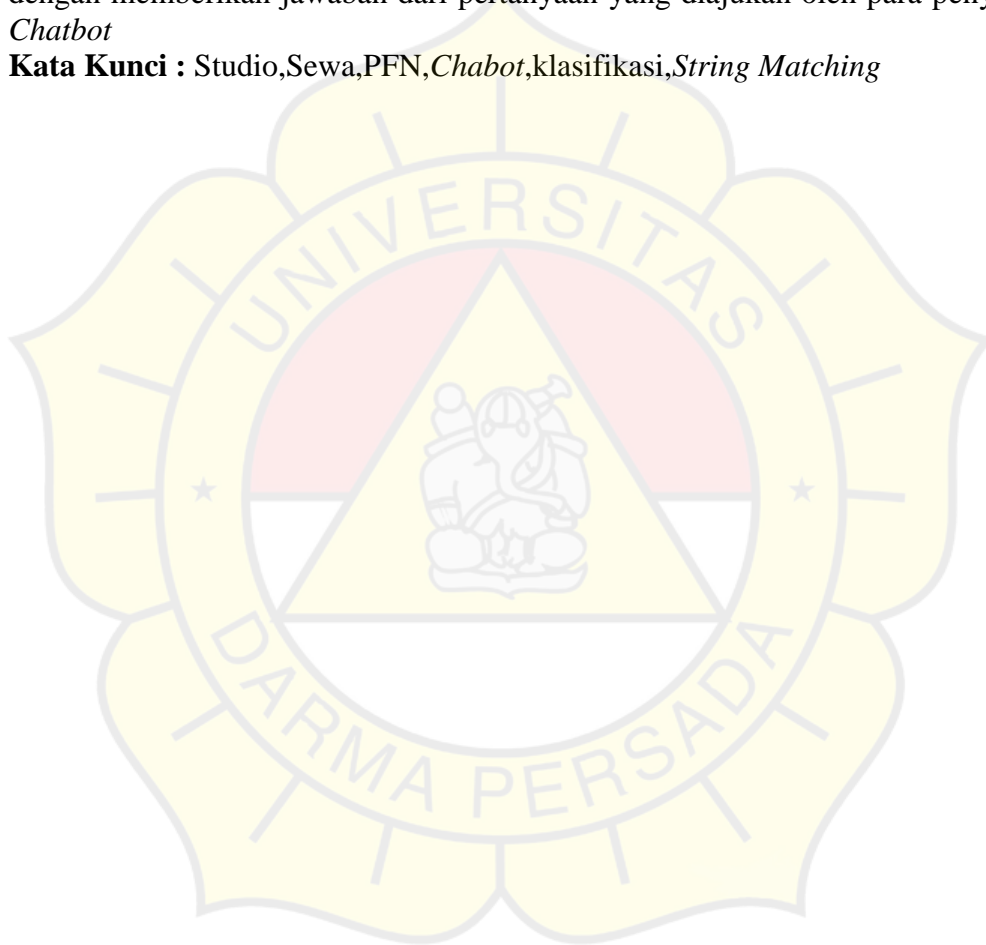 dengan memberikan jawaban dari pertanyaan yang diajukan oleh para
Chatbot
Kata Kunci : Studio,Sewa,PFN,Chabot,klasifikasi,String Matching
UNIVERSITAS
DARMA PERSADA